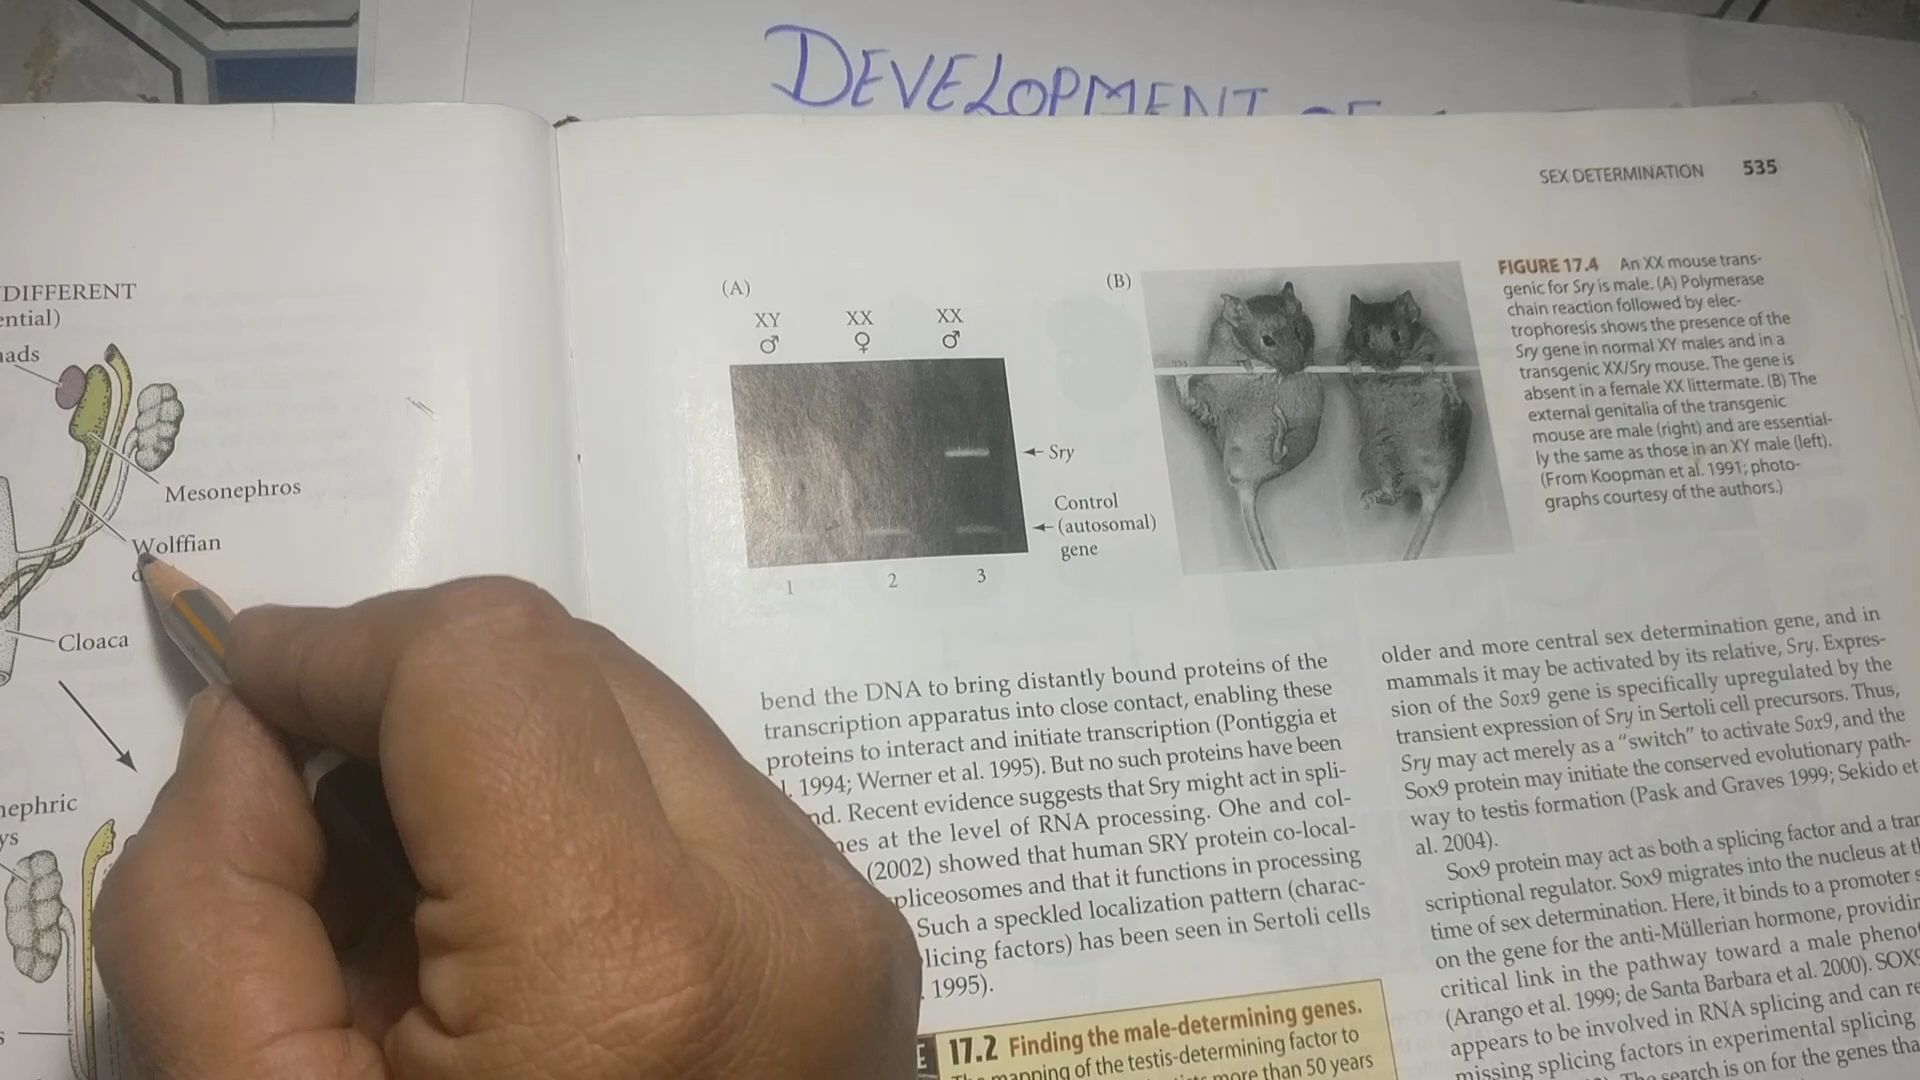 DEVELOPMENT OF
SEX DETERMINATION 535
DIFFERENT
ential)
ads
Mesonephros
Wolffian
Cloaca
nephric
ys
(A)
XY XX XX
♂ ♀ ♂
Sry
Control
(autosomal)
gene
1 2 3
(B)
FIGURE 17.4 An XX mouse trans-
genic for Sry is male. (A) Polymerase
chain reaction followed by elec-
trophoresis shows the presence of the
Sry gene in normal XY males and in a
transgenic XX/Sry mouse. The gene is
absent in a female XX littermate. (B) The
external genitalia of the transgenic
mouse are male (right) and are essential-
ly the same as those in an XY male (left).
(From Koopman et al. 1991; photo-
graphs courtesy of the authors.)
bend the DNA to bring distantly bound proteins of the
transcription apparatus into close contact, enabling these
proteins to interact and initiate transcription (Pontiggia et
l. 1994; Werner et al. 1995). But no such proteins have been
nd. Recent evidence suggests that Sry might act in spli-
nes at the level of RNA processing. Ohe and col-
(2002) showed that human SRY protein co-local-
pliceosomes and that it functions in processing
Such a speckled localization pattern (charac-
licing factors) has been seen in Sertoli cells
1995).
E 17.2 Finding the male-determining genes.
mapping of the testis-determining factor to
more than 50 years
older and more central sex determination gene, and in
mammals it may be activated by its relative, Sry. Expres-
sion of the Sox9 gene is specifically upregulated by the
transient expression of Sry in Sertoli cell precursors. Thus,
Sry may act merely as a “switch” to activate Sox9, and the
Sox9 protein may initiate the conserved evolutionary path-
way to testis formation (Pask and Graves 1999; Sekido et
al. 2004).
Sox9 protein may act as both a splicing factor and a tran
scriptional regulator. Sox9 migrates into the nucleus at th
time of sex determination. Here, it binds to a promoter s
on the gene for the anti-Müllerian hormone, providin
critical link in the pathway toward a male pheno
(Arango et al. 1999; de Santa Barbara et al. 2000). SOX9
appears to be involved in RNA splicing and can re
missing splicing factors in experimental splicing
search is on for the genes tha